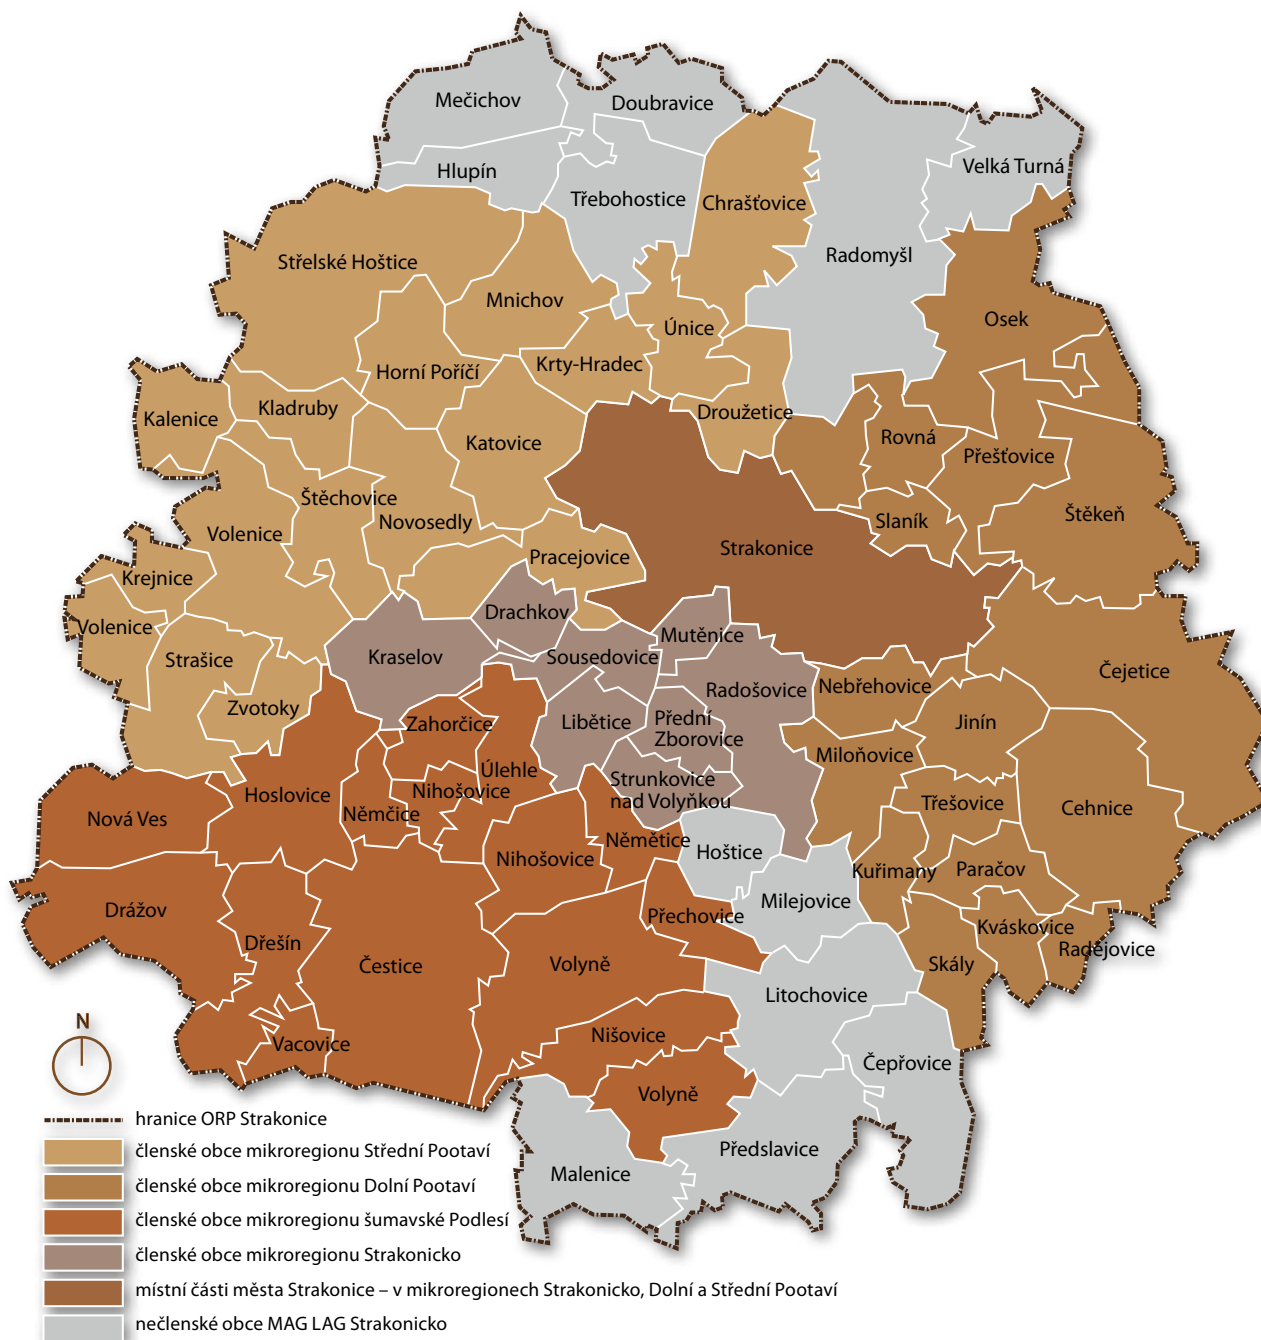 Mečichov
Doubravice
Hlupín
Velká Turná
Třebohostice
Chrašťovice
Radomyšl
Střelské Hoštice
Mnichov
Osek
Únice
Horní Poříčí
Krty-Hradec
Kladruby
Kalenice
Droužetice
Katovice
Rovná
Přešťovice
Štěchovice
Novosedly
Štěkeň
Slaník
Volenice
Strakonice
Pracejovice
Krejnice
Drachkov
Volenice
Mutěnice
Strašice
Kraselov
Sousedovice
Čejetice
Nebřehovice
Radošovice
Zvotoky
Zahorčice
Libětice
Přední
Zborovice
Jinín
Miloňovice
Úlehle
Strunkovice
nad Volyňkou
Hoslovice
Nihošovice
Třešovice
Cehnice
Němčice
Nová Ves
Němětice
Nihošovice
Hoštice
Kuřimany
Paračov
Milejovice
Drážov
Přechovice
Kváskovice
Dřešín
Radějovice
Čestice
Volyně
Skály
Litochovice
Nišovice
Vacovice
Čepřovice
Volyně
Předslavice
Malenice
N
hranice ORP Strakonice
členské obce mikroregionu Střední Pootaví
členské obce mikroregionu Dolní Pootaví
členské obce mikroregionu šumavské Podlesí
členské obce mikroregionu Strakonicko
místní části města Strakonice – v mikroregionech Strakonicko, Dolní a Střední Pootaví
nečlenské obce MAG LAG Strakonicko